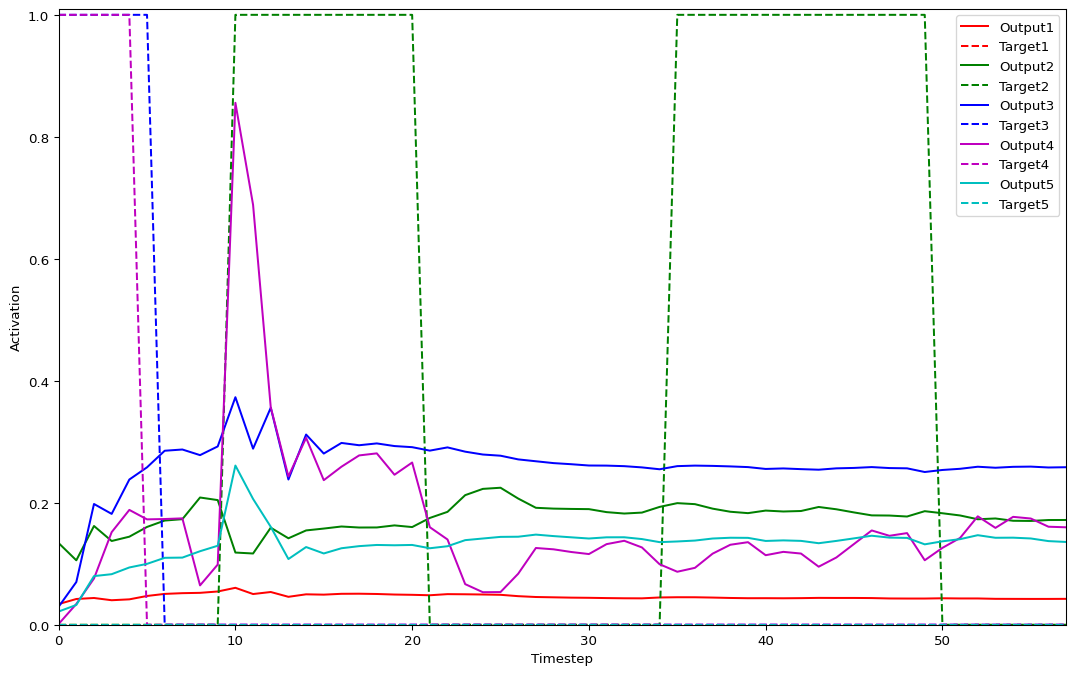 1.0
0.8
0.6
0.4
0.2
0.0
Activation
0
10
20
30
40
50
Timestep
Output1
Target1
Output2
Target2
Output3
Target3
Output4
Target4
Output5
Target5